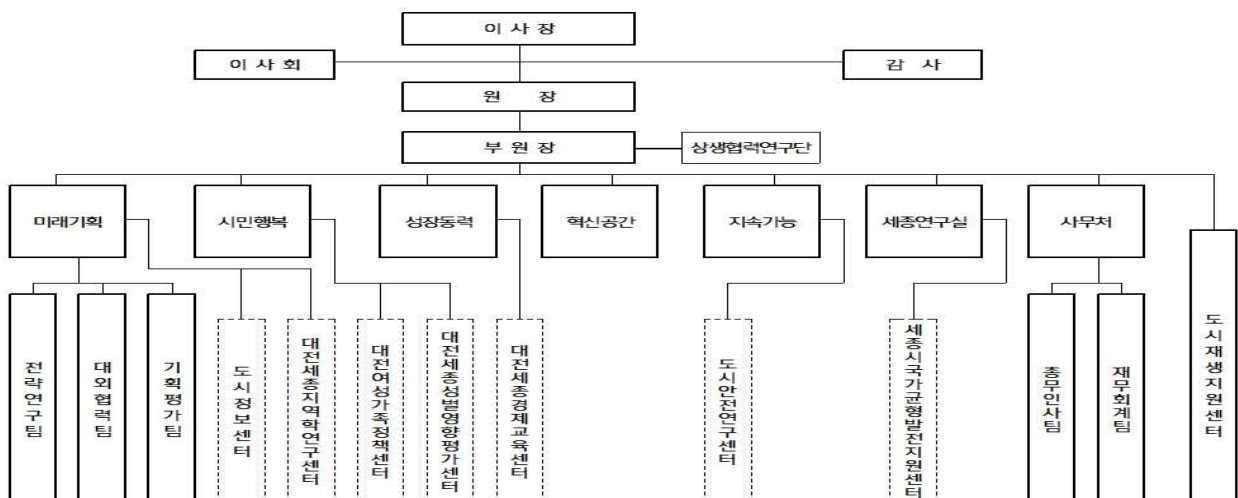 이 사 장
이 사 회
감 사
원 장
부 원 장
상생협력연구단
미래기획
시민행복
성장동력
혁신공간
지속가능
세종연구실
사무처
전략연구팀
대외협력팀
기획평가팀
도시정보센터
대전세종지역학연구센터
대전여성가족정책센터
대전세종성별영향평가센터
대전세종경제교육센터
도시안전연구센터
세종시국가균형발전지원센터
총무인사팀
재무회계팀
도시재생지원센터